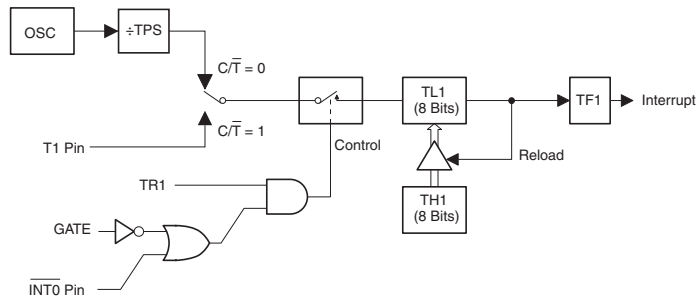 OSC
÷TPS
C/T̅ = 0
C/T̅ = 1
T1 Pin
TL1
(8 Bits)
TF1
Interrupt
Control
Reload
TR1
TH1
(8 Bits)
GATE
I̅N̅T̅0̅ Pin